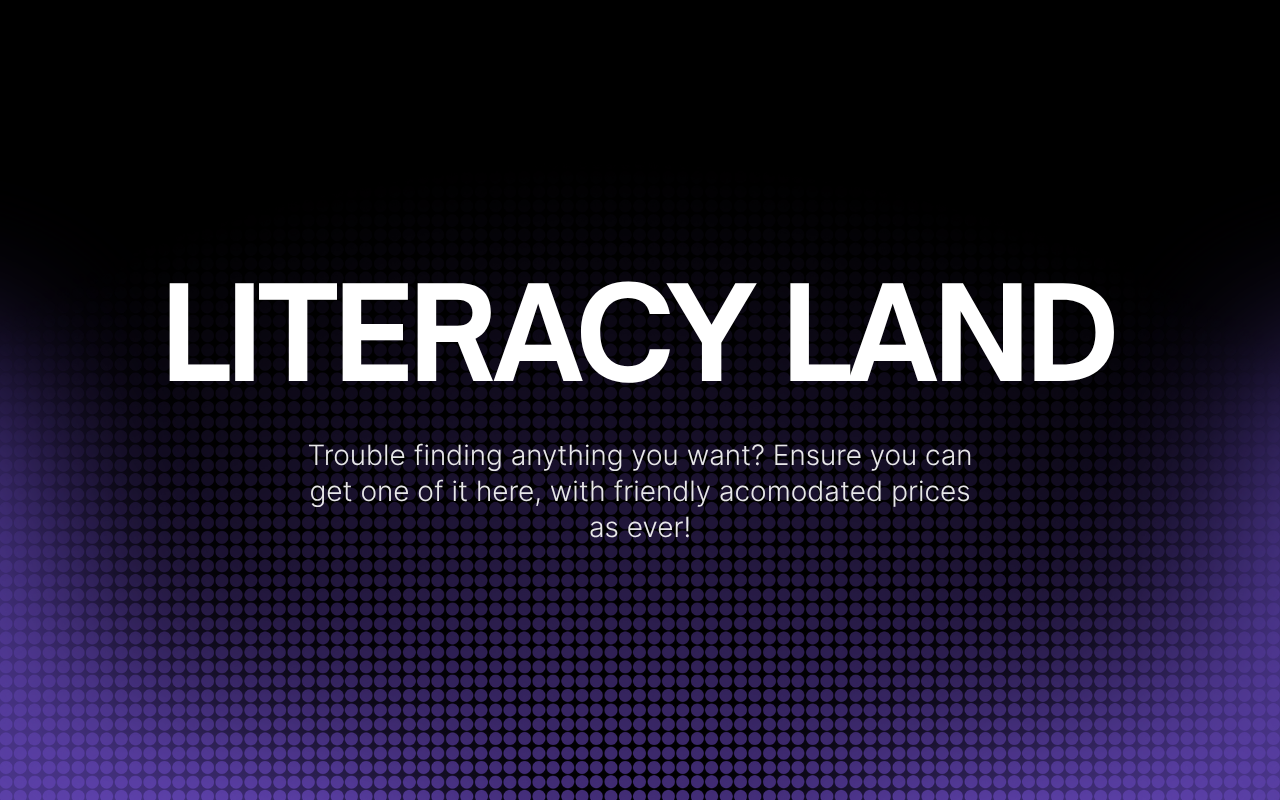 LITERACY LAND
Trouble finding anything you want? Ensure you can
get one of it here, with friendly acomodated prices
as ever!